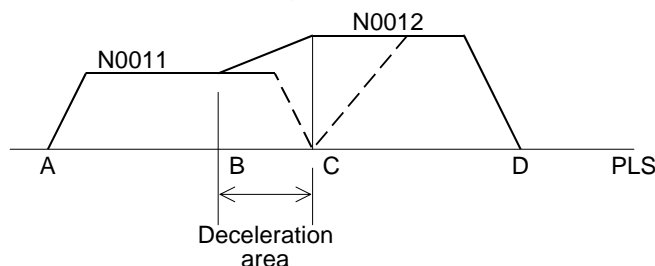 N0012
N0011
A
B
C
D
PLS
Deceleration
area